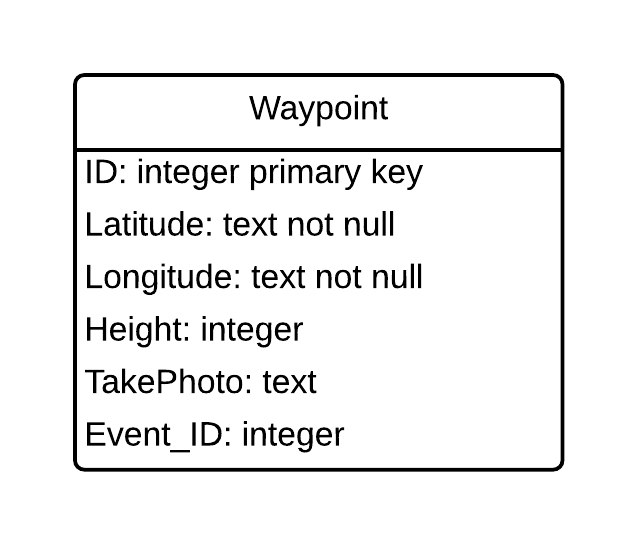 Waypoint
ID: integer primary key
Latitude: text not null
Longitude: text not null
Height: integer
TakePhoto: text
Event_ID: integer